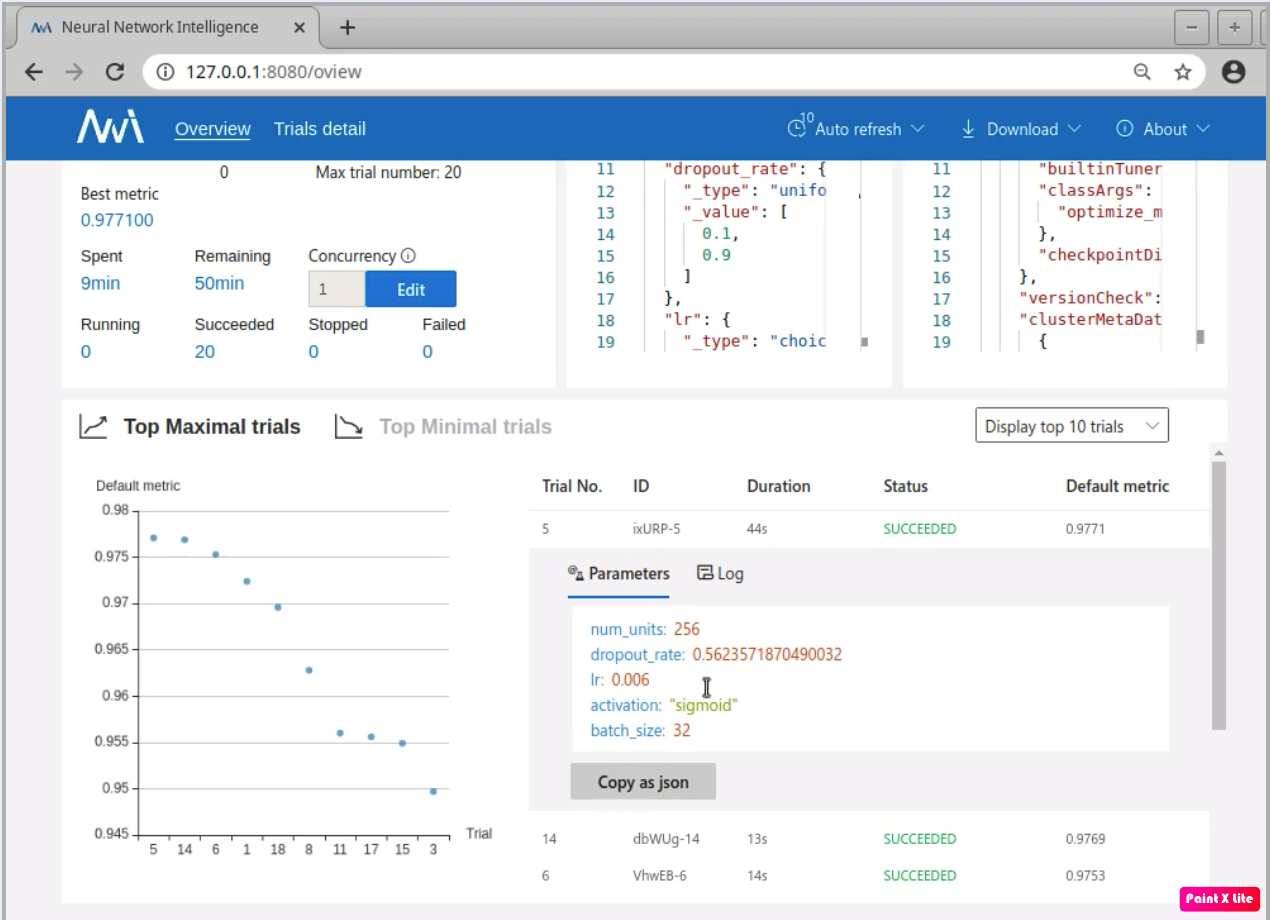 Neural Network Intelligence
127.0.0.1:8080/oview
Overview Trials detail 10 Auto refresh Download About
0 Max trial number: 20
Best metric
0.977100
Spent Remaining Concurrency
9min 50min 1 Edit
Running Succeeded Stopped Failed
0 20 0 0
11 "dropout_rate": {
12 "_type": "unifo
13 "_value": [
14 0.1,
15 0.9
16 ]
17 },
18 "lr": {
19 "_type": "choic
11 "builtinTuner
12 "classArgs":
13 "optimize_m
14 },
15 "checkpointDi
16 },
17 "versionCheck":
18 "clusterMetaDat
19 {
Top Maximal trials Top Minimal trials Display top 10 trials
Default metric
0.98
0.975
0.97
0.965
0.96
0.955
0.95
0.945
5 14 6 1 18 8 11 17 15 3
Trial
Trial No. ID Duration Status Default metric
5 ixURP-5 44s SUCCEEDED 0.9771
Parameters Log
num_units: 256
dropout_rate: 0.5623571870490032
lr: 0.006
activation: "sigmoid"
batch_size: 32
Copy as json
14 dbWUg-14 13s SUCCEEDED 0.9769
6 VhwEB-6 14s SUCCEEDED 0.9753
Paint X Lite